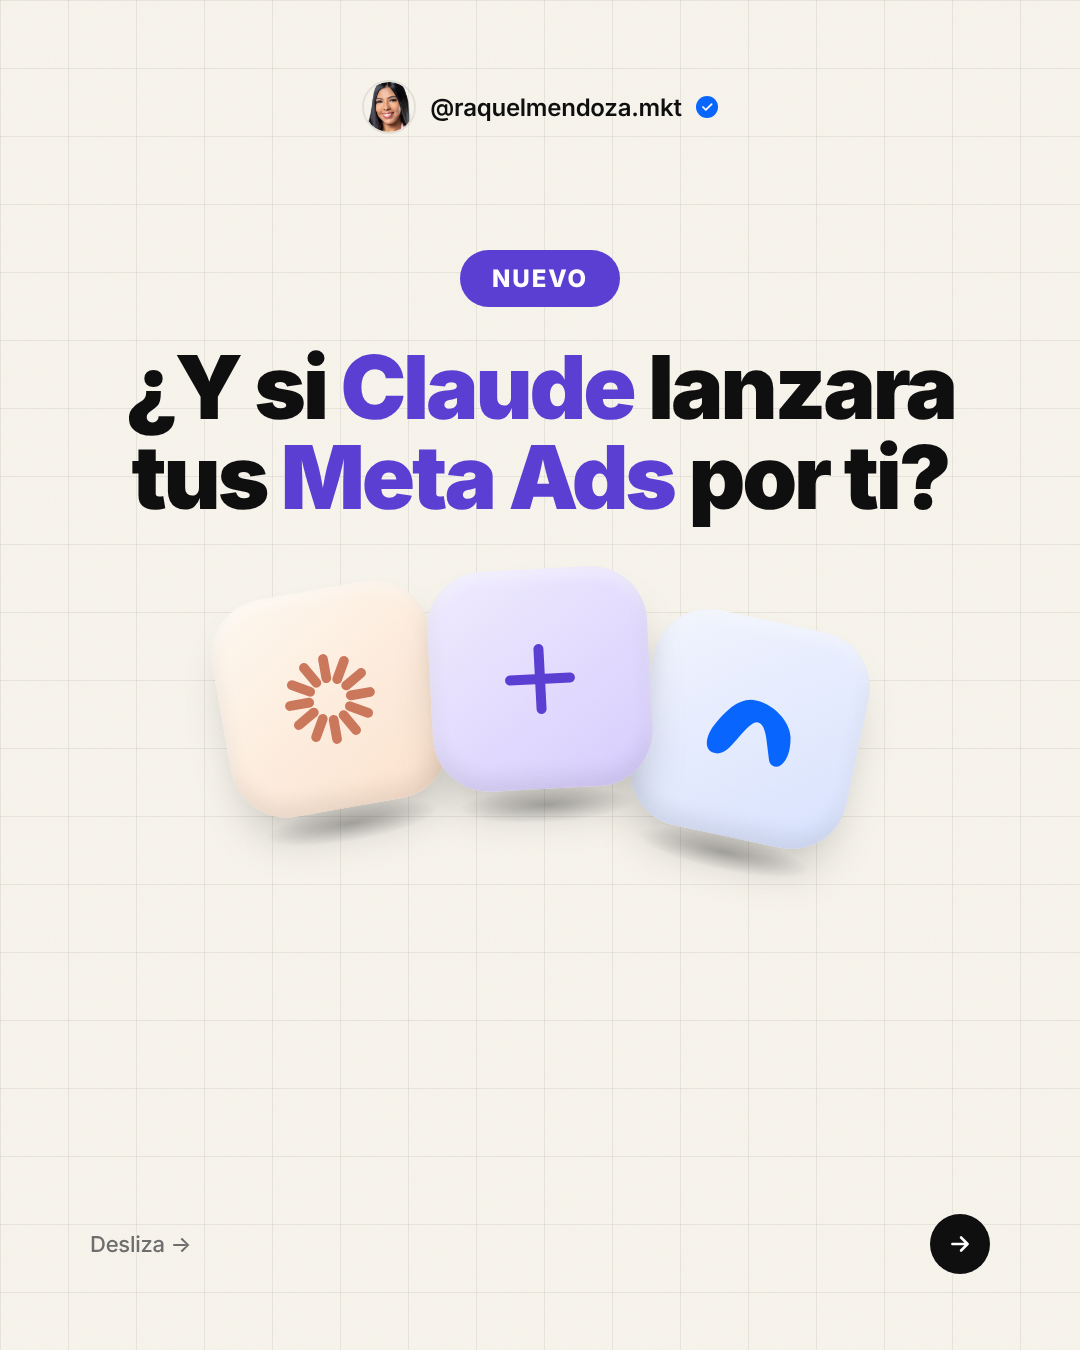 @raquelmendoza.mkt
NUEVO
¿Y si Claude lanzara
tus Meta Ads por ti?
Desliza →